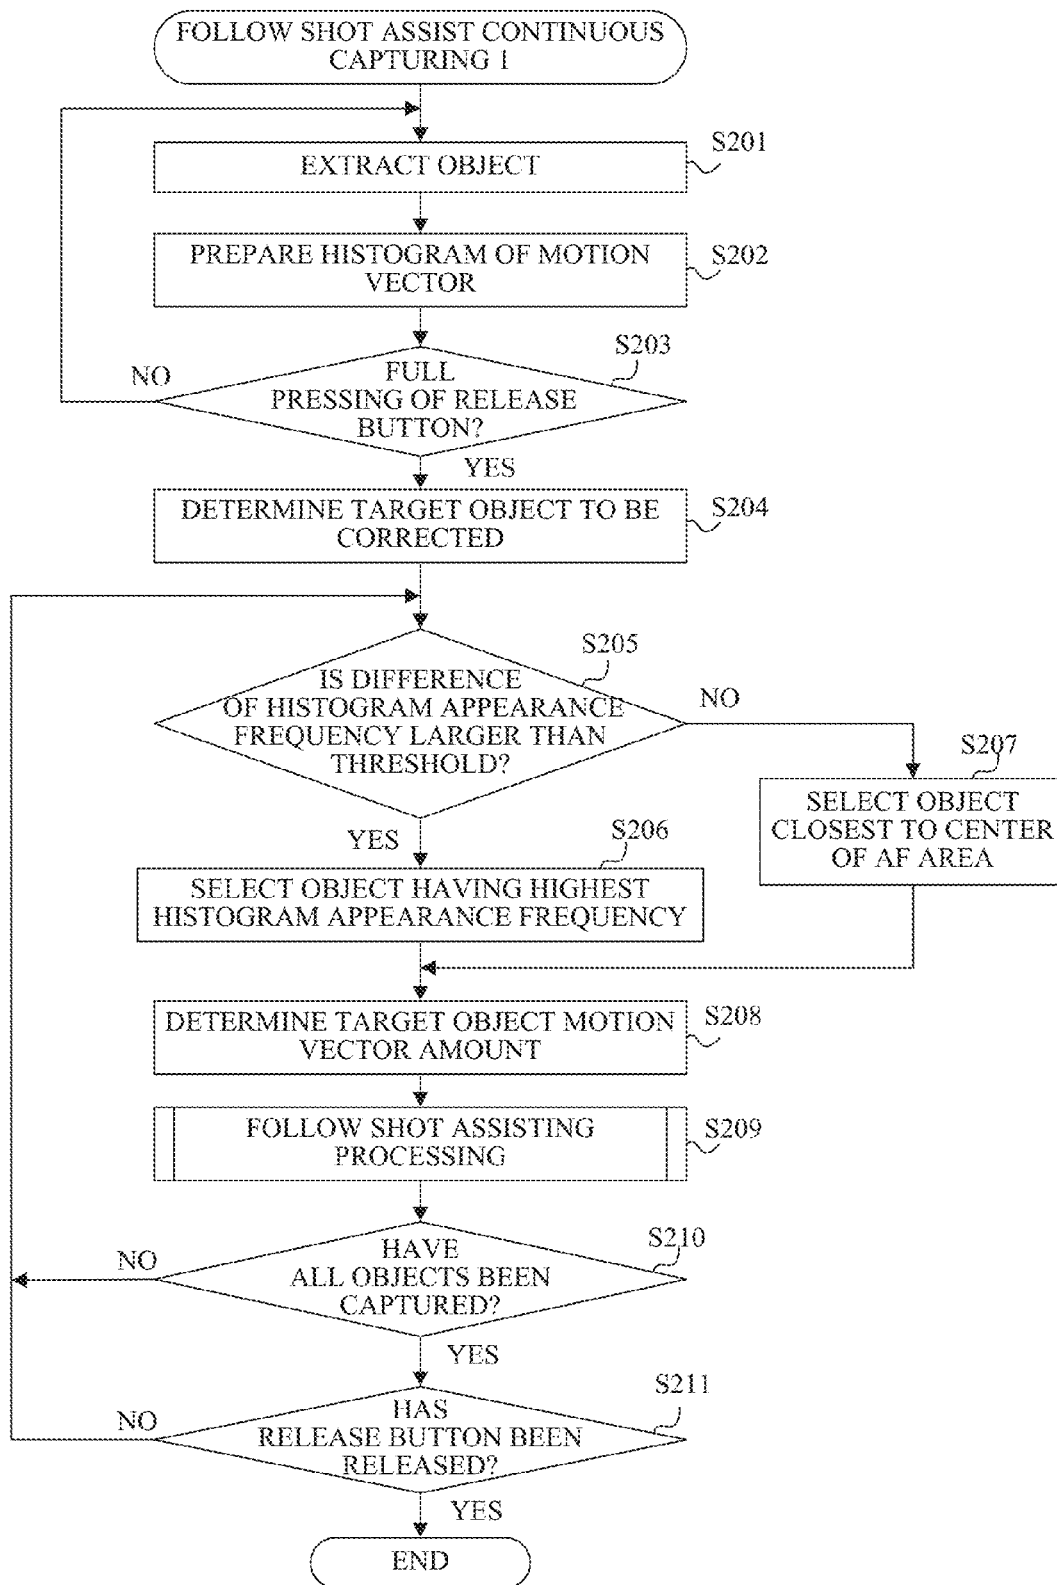 FOLLOW SHOT ASSIST CONTINUOUS
CAPTURING 1
S201
EXTRACT OBJECT
S202
PREPARE HISTOGRAM OF MOTION
VECTOR
S203
NO
FULL
PRESSING OF RELEASE
BUTTON?
YES
S204
DETERMINE TARGET OBJECT TO BE
CORRECTED
S205
IS DIFFERENCE
OF HISTOGRAM APPEARANCE
FREQUENCY LARGER THAN
THRESHOLD?
NO
S207
SELECT OBJECT
CLOSEST TO CENTER
OF AF AREA
YES
S206
SELECT OBJECT HAVING HIGHEST
HISTOGRAM APPEARANCE FREQUENCY
S208
DETERMINE TARGET OBJECT MOTION
VECTOR AMOUNT
S209
FOLLOW SHOT ASSISTING
PROCESSING
S210
NO
HAVE
ALL OBJECTS BEEN
CAPTURED?
YES
S211
NO
HAS
RELEASE BUTTON BEEN
RELEASED?
YES
END